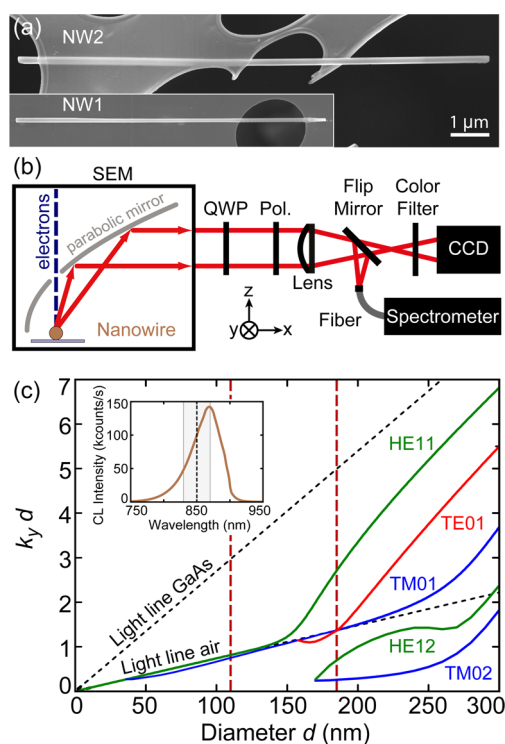 (a)
NW2
NW1
1 µm
(b)
SEM
electrons
parabolic mirror
Nanowire
QWP
Pol.
Lens
Flip
Mirror
Color
Filter
CCD
Fiber
Spectrometer
z
y
x
(c)
7
6
5
4
3
2
1
0
k_y d
CL Intensity (kcounts/s)
150
100
50
0
750
850
950
Wavelength (nm)
Light line GaAs
Light line air
HE11
TE01
TM01
HE12
TM02
0
50
100
150
200
250
300
Diameter d (nm)